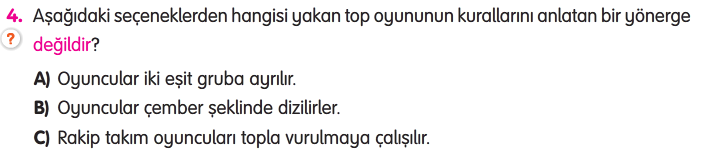 4. Aşağıdaki seçeneklerden hangisi yakan top oyununun kurallarını anlatan bir yönerge
? değildir?
A) Oyuncular iki eşit gruba ayrılır.
B) Oyuncular çember şeklinde dizilirler.
C) Rakip takım oyuncuları topla vurulmaya çalışılır.